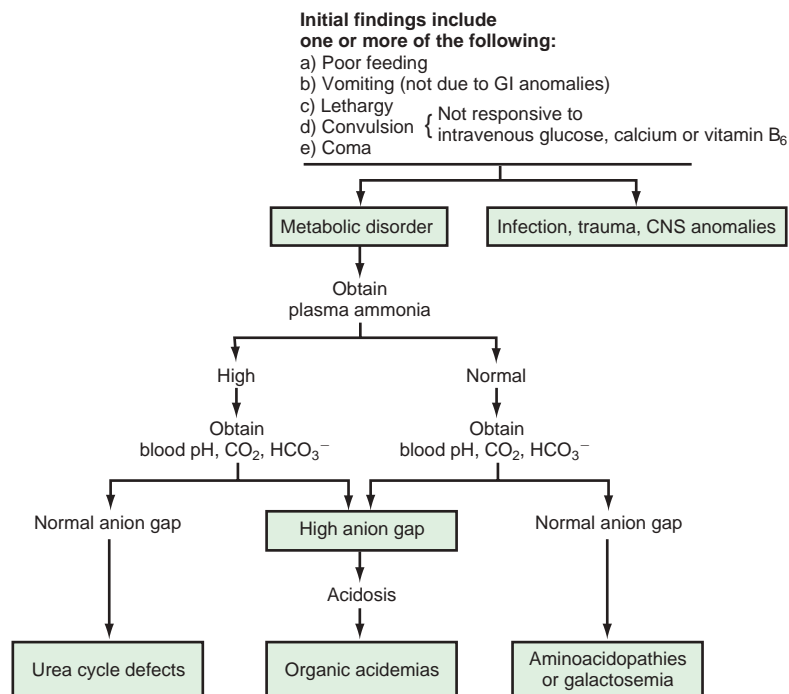 Initial findings include
one or more of the following:
a) Poor feeding
b) Vomiting (not due to GI anomalies)
c) Lethargy
d) Convulsion { Not responsive to
intravenous glucose, calcium or vitamin B₆
e) Coma
Metabolic disorder
Infection, trauma, CNS anomalies
Obtain
plasma ammonia
High
Normal
Obtain
blood pH, CO₂, HCO₃⁻
Obtain
blood pH, CO₂, HCO₃⁻
Normal anion gap
High anion gap
Normal anion gap
Acidosis
Urea cycle defects
Organic acidemias
Aminoacidopathies
or galactosemia